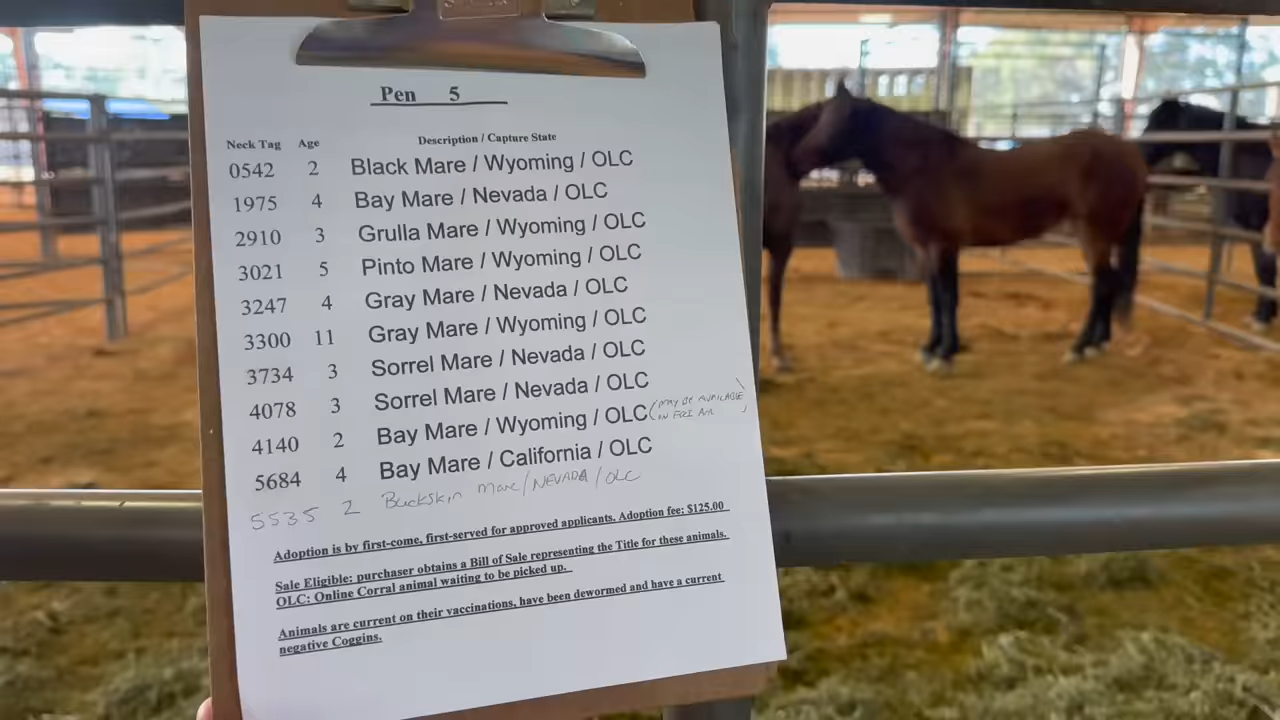 Pen 5
Neck Tag Age Description / Capture State
0542 2 Black Mare / Wyoming / OLC
1975 4 Bay Mare / Nevada / OLC
2910 3 Grulla Mare / Wyoming / OLC
3021 5 Pinto Mare / Wyoming / OLC
3247 4 Gray Mare / Nevada / OLC
3300 11 Gray Mare / Wyoming / OLC
3734 3 Sorrel Mare / Nevada / OLC
4078 3 Sorrel Mare / Nevada / OLC
4140 2 Bay Mare / Wyoming / OLC (MAY BE AVAILABLE
IN FRI AM)
5684 4 Bay Mare / California / OLC
5535 2 Buckskin Mare/NEVADA/OLC
Adoption is by first-come, first-served for approved applicants. Adoption fee: $125.00
Sale Eligible: purchaser obtains a Bill of Sale representing the Title for these animals.
OLC: Online Corral animal waiting to be picked up.
Animals are current on their vaccinations, have been dewormed and have a current
negative Coggins.